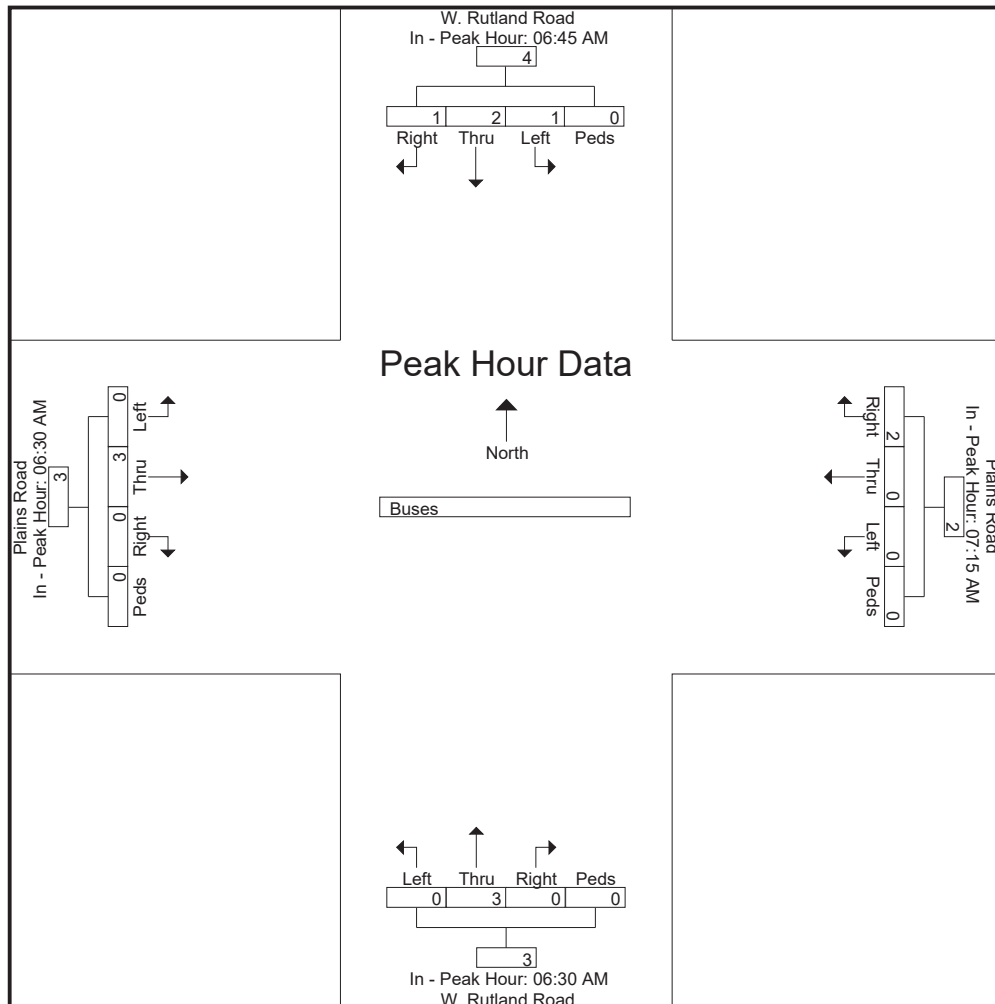 W. Rutland Road
In - Peak Hour: 06:45 AM
4
1 2 1 0
Right Thru Left Peds
Peak Hour Data
North
Buses
Plains Road
In - Peak Hour: 06:30 AM
3
0 3 0 0
Left Thru Right Peds
Plains Road
In - Peak Hour: 07:15 AM
2
2 0 0 0
Right Thru Left Peds
Left Thru Right Peds
0 3 0 0
3
In - Peak Hour: 06:30 AM
W. Rutland Road